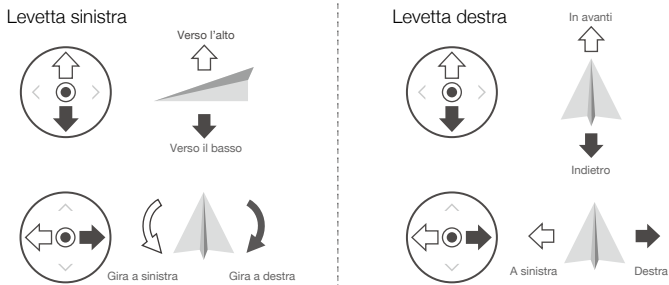 Levetta sinistra
Verso l'alto
Verso il basso
Gira a sinistra
Gira a destra
Levetta destra
In avanti
Indietro
A sinistra
Destra